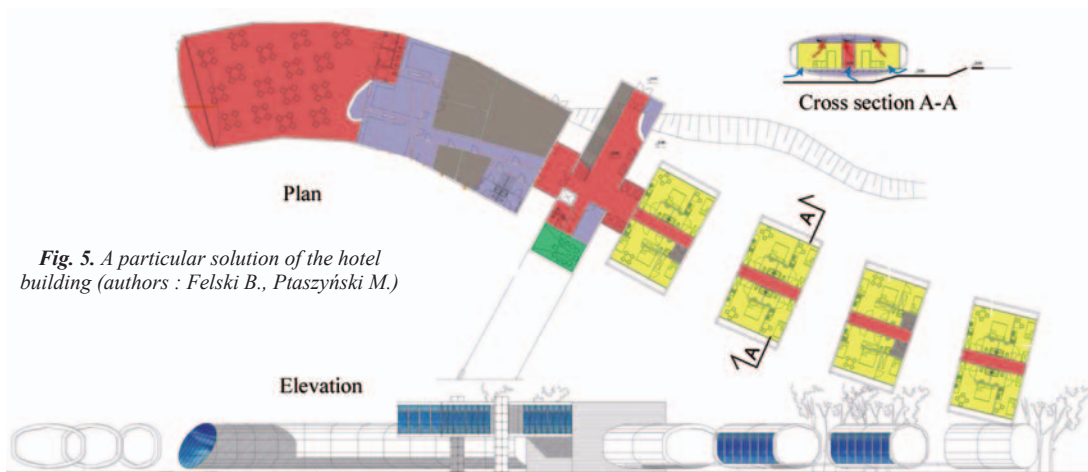 Cross section A-A
Plan
Fig. 5. A particular solution of the hotel
building (authors : Felski B., Ptaszyński M.)
A
A
Elevation